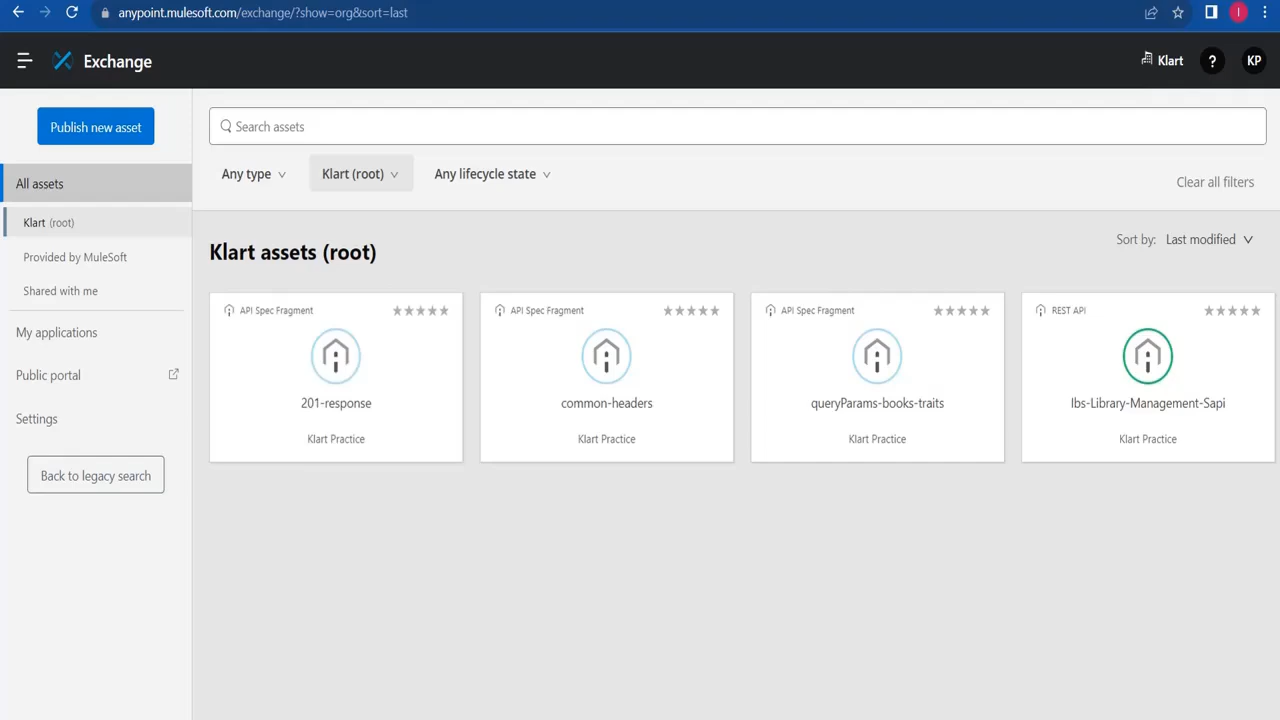 anypoint.mulesoft.com/exchange/?show=org&sort=last
I
Exchange
Klart
?
KP
Publish new asset
Search assets
Any type
Klart (root)
Any lifecycle state
Clear all filters
All assets
Klart (root)
Provided by MuleSoft
Shared with me
My applications
Public portal
Settings
Back to legacy search
Klart assets (root)
Sort by: Last modified
API Spec Fragment
201-response
Klart Practice
API Spec Fragment
common-headers
Klart Practice
API Spec Fragment
queryParams-books-traits
Klart Practice
REST API
lbs-Library-Management-Sapi
Klart Practice